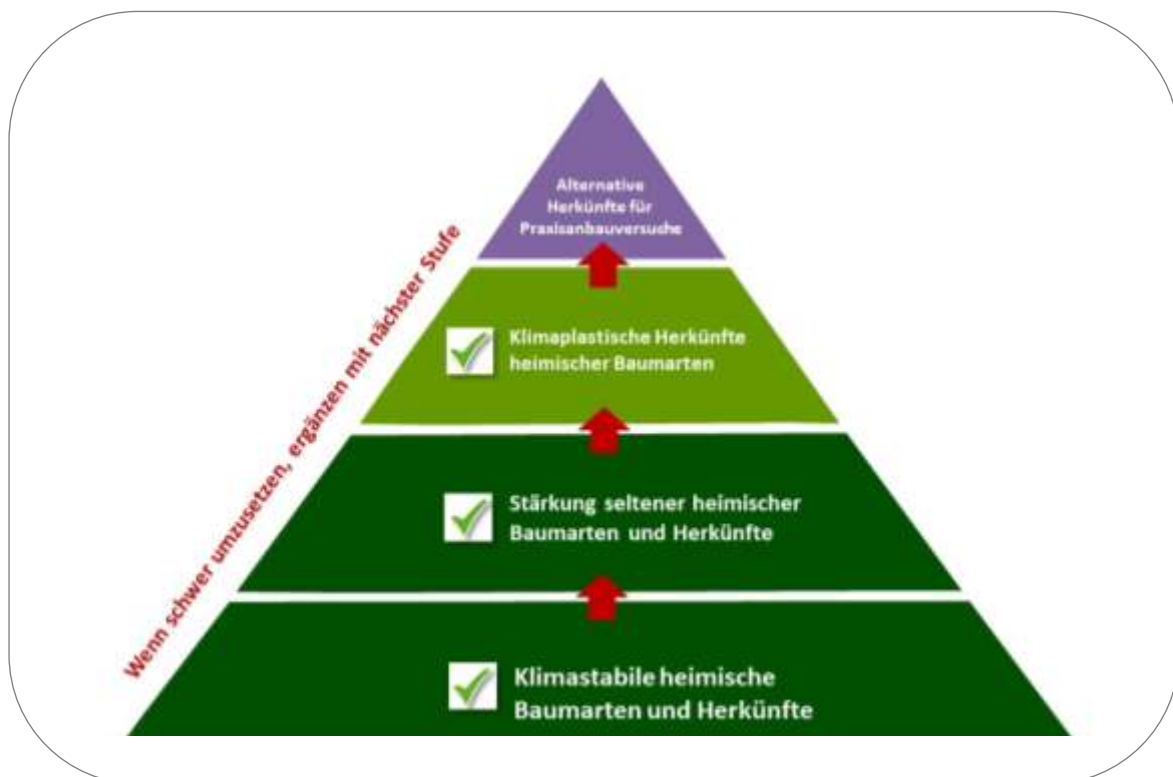 Alternative
Herkünfte für
Praxisanbauversuche
Wenn schwer umzusetzen, ergänzen mit nächster Stufe
Klimaplastische Herkünfte
heimischer Baumarten
Stärkung seltener heimischer
Baumarten und Herkünfte
Klimastabile heimische
Baumarten und Herkünfte